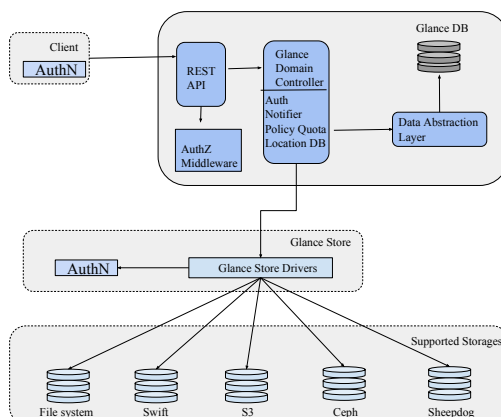 Client
AuthN
REST
API
AuthZ
Middleware
Glance
Domain
Controller
Auth
Notifier
Policy Quota
Location DB
Glance DB
Data Abstraction
Layer
Glance Store
AuthN
Glance Store Drivers
Supported Storages
File system
Swift
S3
Ceph
Sheepdog